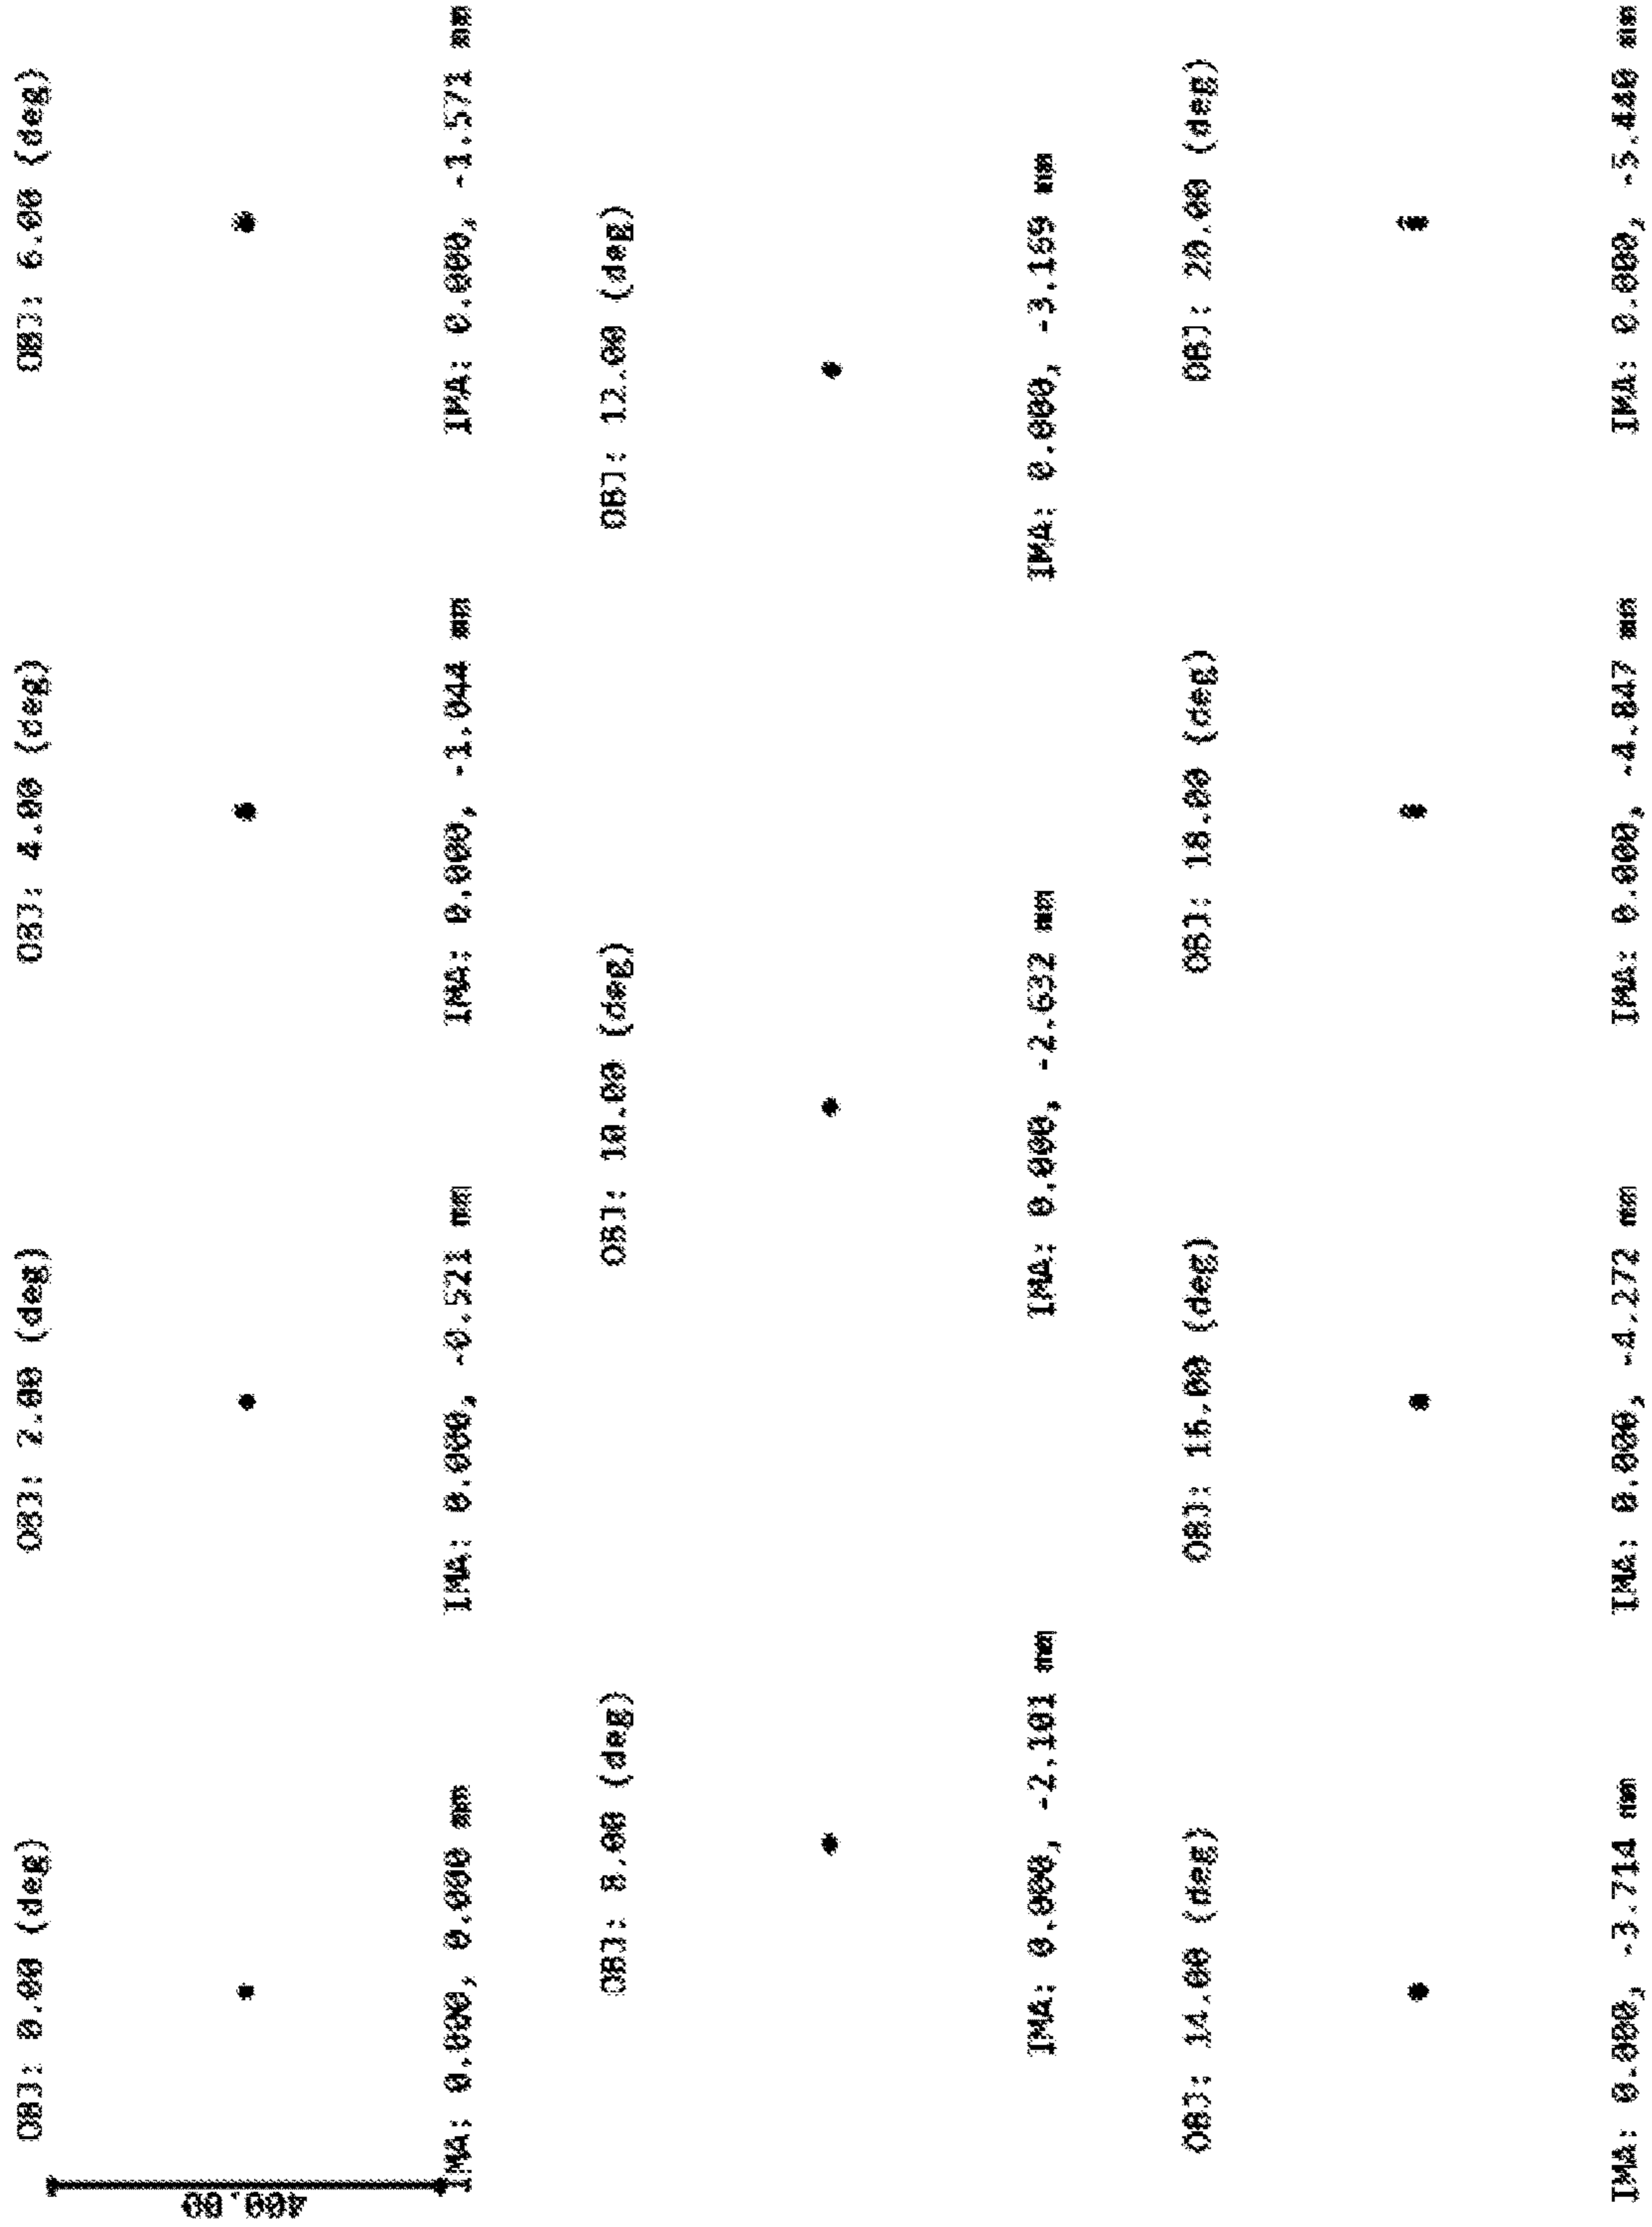 OBJ: 0.00 (deg)
OBJ: 2.00 (deg)
OBJ: 4.00 (deg)
OBJ: 6.00 (deg)
400.00
IMA: 0.000, 0.000 mm
IMA: 0.000, -0.521 mm
IMA: 0.000, -1.044 mm
IMA: 0.000, -1.571 mm
OBJ: 8.00 (deg)
OBJ: 10.00 (deg)
OBJ: 12.00 (deg)
IMA: 0.000, -2.101 mm
IMA: 0.000, -2.632 mm
IMA: 0.000, -3.169 mm
OBJ: 14.00 (deg)
OBJ: 16.00 (deg)
OBJ: 18.00 (deg)
OBJ: 20.00 (deg)
IMA: 0.000, -3.714 mm
IMA: 0.000, -4.272 mm
IMA: 0.000, -4.847 mm
IMA: 0.000, -5.440 mm